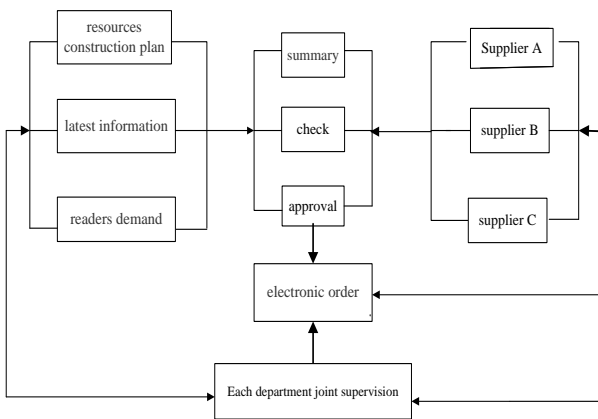 resources
construction plan
latest information
readers demand
summary
check
approval
Supplier A
supplier B
supplier C
electronic order
Each department joint supervision